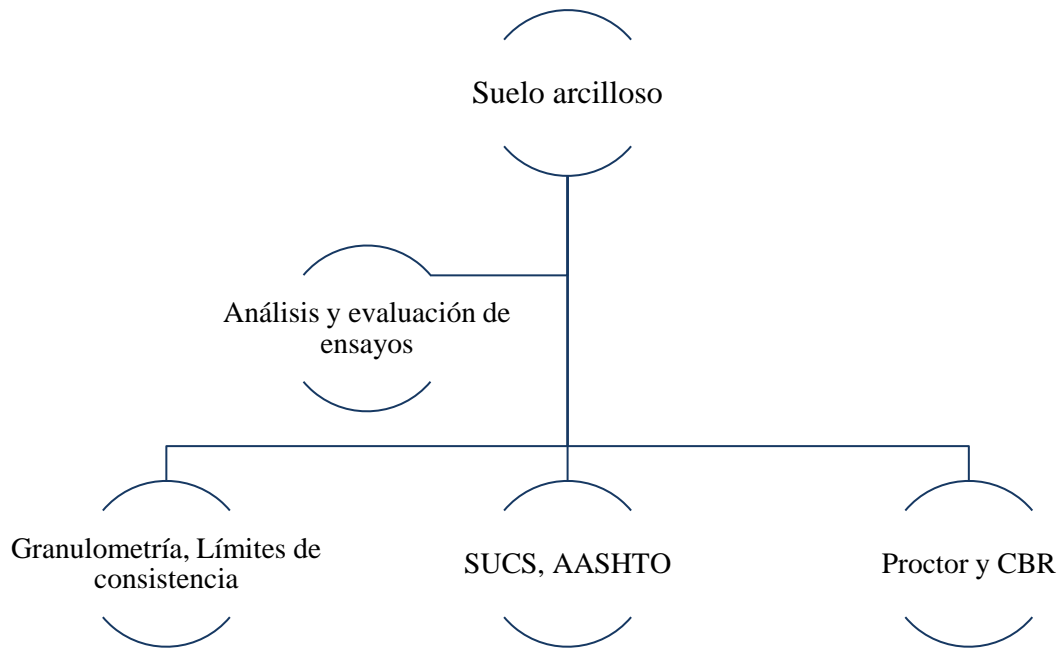 Suelo arcilloso
Análisis y evaluación de
ensayos
Granulometría, Límites de
consistencia
SUCS, AASHTO
Proctor y CBR